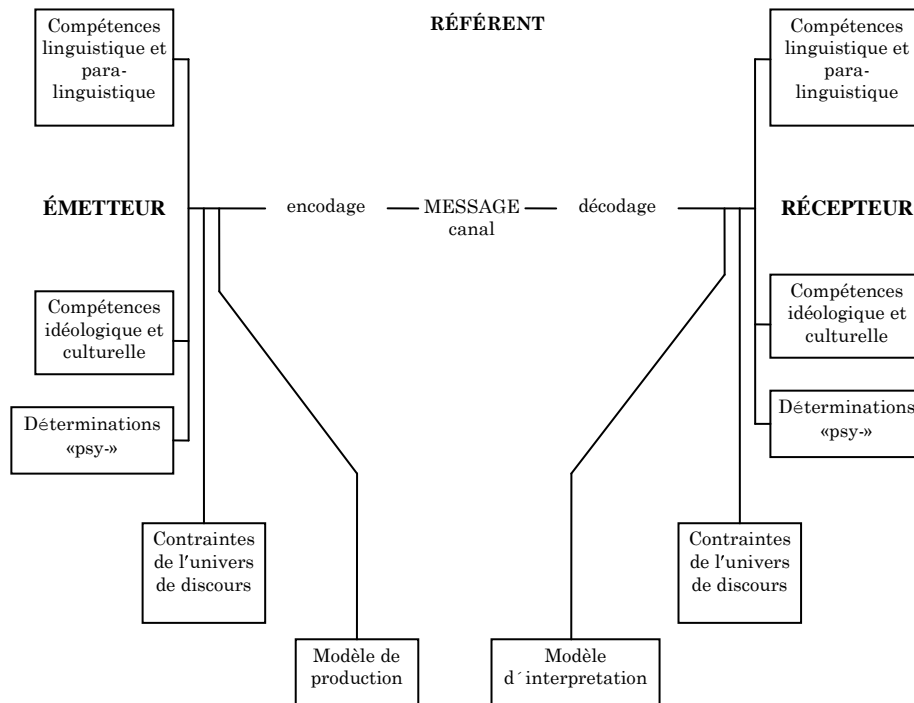 Compétences
linguistique et
para-
linguistique
RÉFÉRENT
Compétences
linguistique et
para-
linguistique
ÉMETTEUR
encodage
MESSAGE
canal
décodage
RÉCEPTEUR
Compétences
idéologique et
culturelle
Compétences
idéologique et
culturelle
Déterminations
«psy-»
Déterminations
«psy-»
Contraintes
de l'univers
de discours
Contraintes
de l'univers
de discours
Modèle de
production
Modèle
d´interpretation